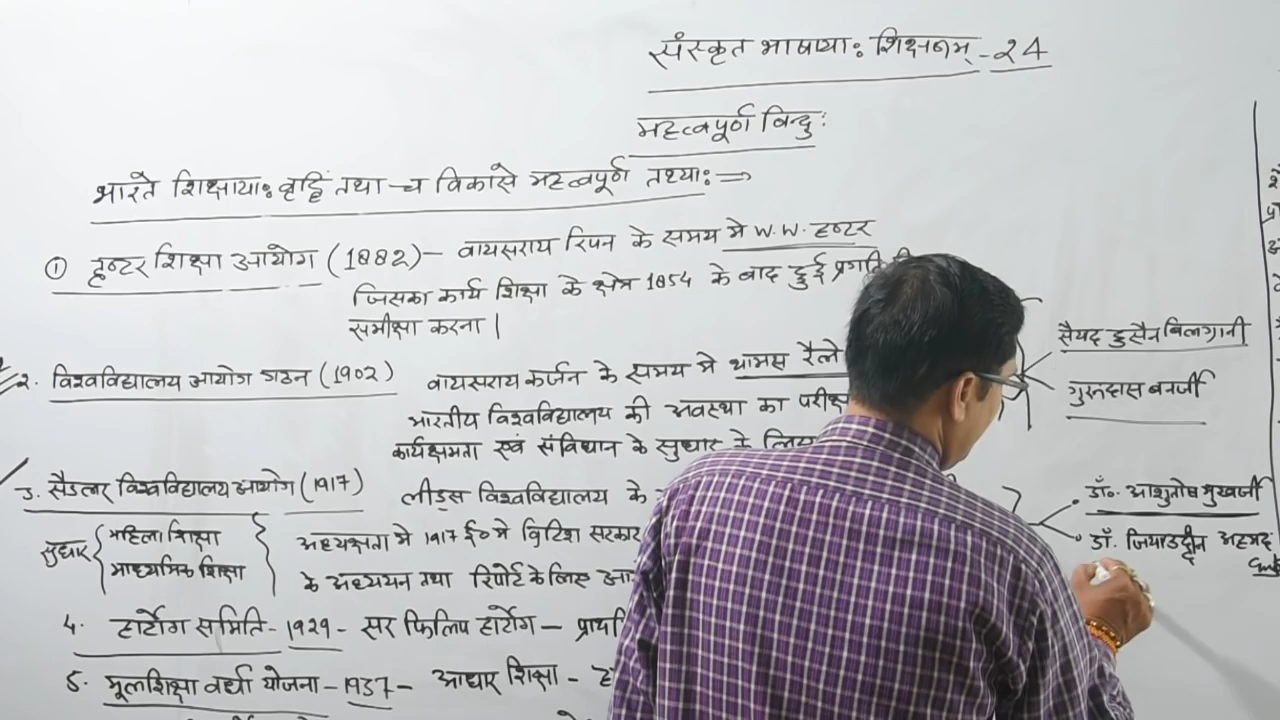 संस्कृत भाषायाः शिक्षणम् - 24
महत्वपूर्ण बिन्दुः
भारते शिक्षायाः वृद्धिं तथा च विकासे महत्वपूर्ण तथ्याः ⇒
① हण्टर शिक्षा आयोग (1882) – वायसराय रिपन के समय मे W.W. हण्टर
जिसका कार्य शिक्षा के क्षेत्र 1854 के बाद हुई प्रगति
समीक्षा करना |
२. विश्वविद्यालय आयोग गठन (1902) वायसराय कर्जन के समय मे थामस रैले
सैयद हुसैन बिलग्रानी
गुरुदास बनर्जी
भारतीय विश्वविद्यालय की अवस्था का
कार्यक्षमता एवं संविधान के सुधार के
3. सैडलर विश्वविद्यालय आयोग (1917) लीड्स विश्वविद्यालय के
डॉ० आशुतोष मुखर्जी
सुधार { महिला शिक्षा
माध्यमिक शिक्षा }
अध्यक्षता मे 1917 ई० मे ब्रिटिश सरकार
डॉ. जियाउद्दीन अहमद
के अध्ययन तथा रिपोर्ट के लिए
4. हार्टोग समिति - 1929 - सर फिलिप हार्टोग –
5. मूलशिक्षा वर्धा योजना – 1937 – आधार शिक्षा -